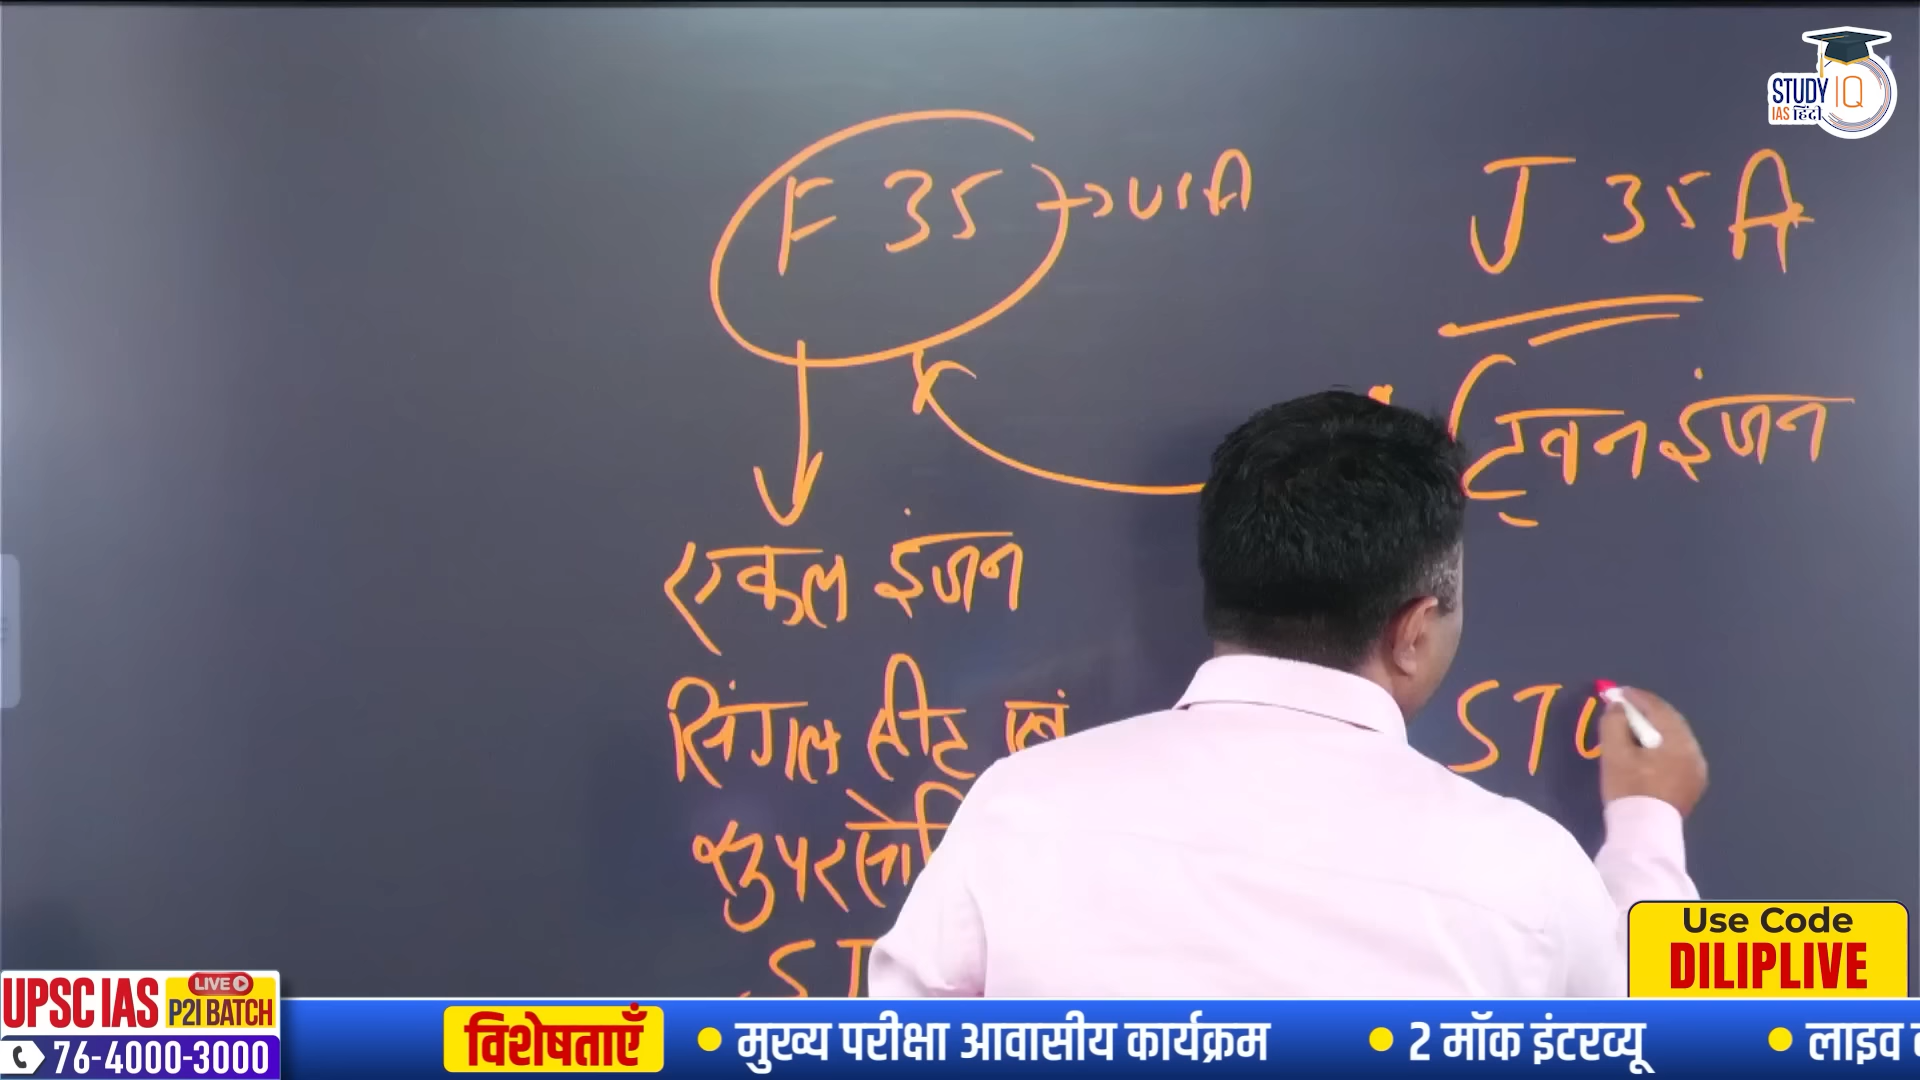 STUDY IQ
IAS हिंदी
F 35 → USA
J 35 A
ट्विन इंजन
एकल इंजन
सिंगल सीट एवं
ST
Use Code
DILIPLIVE
UPSC IAS
LIVE
P2I BATCH
76-4000-3000
विशेषताएँ
• मुख्य परीक्षा आवासीय कार्यक्रम
• 2 मॉक इंटरव्यू
• लाइव